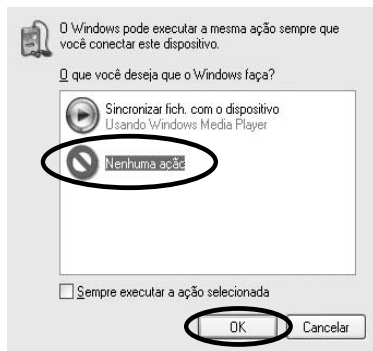 O Windows pode executar a mesma ação sempre que
você conectar este dispositivo.
O que você deseja que o Windows faça?
Sincronizar fich. com o dispositivo
Usando Windows Media Player
Nenhuma ação
Sempre executar a ação selecionada
OK
Cancelar